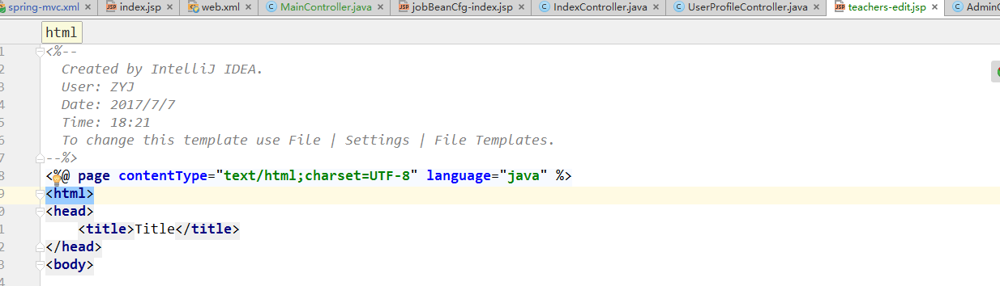 spring-mvc.xml index.jsp web.xml MainController.java jobBeanCfg-index.jsp IndexController.java UserProfileController.java teachers-edit.jsp
html
1 <%--
2 Created by IntelliJ IDEA.
3 User: ZYJ
4 Date: 2017/7/7
5 Time: 18:21
6 To change this template use File | Settings | File Templates.
7 --%>
8 <%@ page contentType="text/html;charset=UTF-8" language="java" %>
9 <html>
0 <head>
1 <title>Title</title>
2 </head>
3 <body>
4